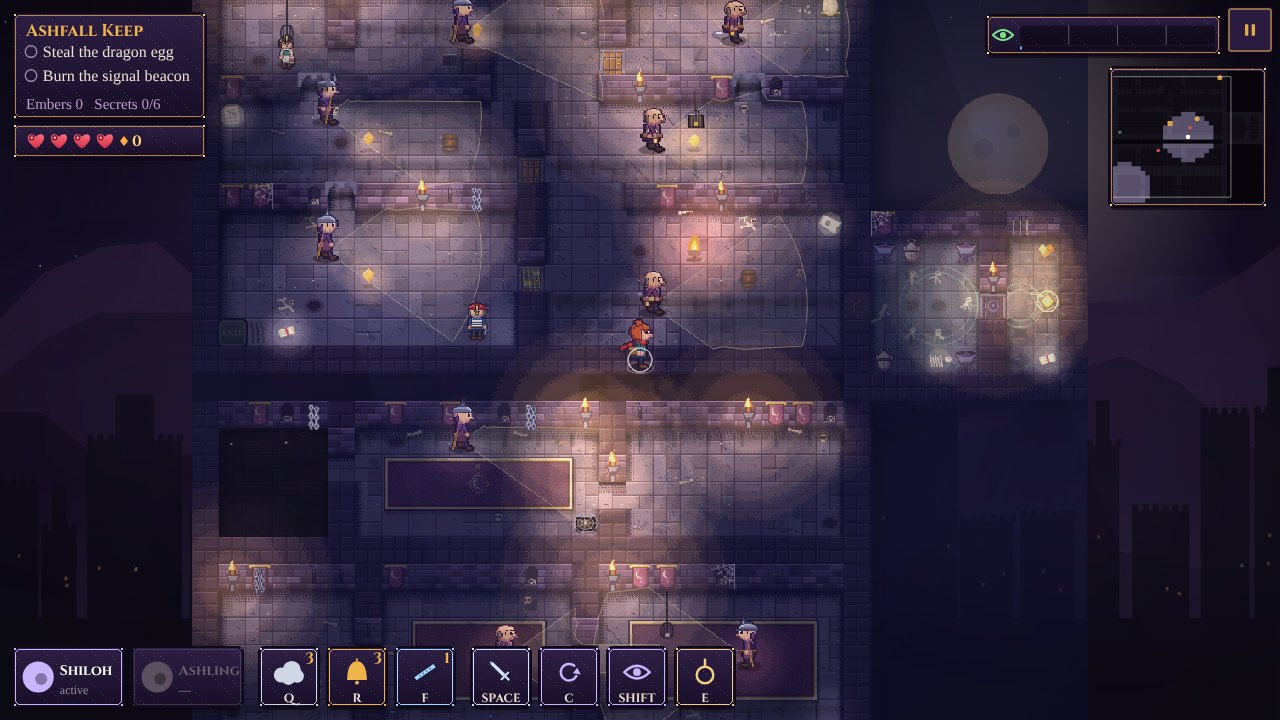 Ashfall Keep
Steal the dragon egg
Burn the signal beacon
Embers 0 Secrets 0/6
0
EXIT
Shiloh
active
Ashling
—
3
Q
3
R
1
F
SPACE
C
SHIFT
E